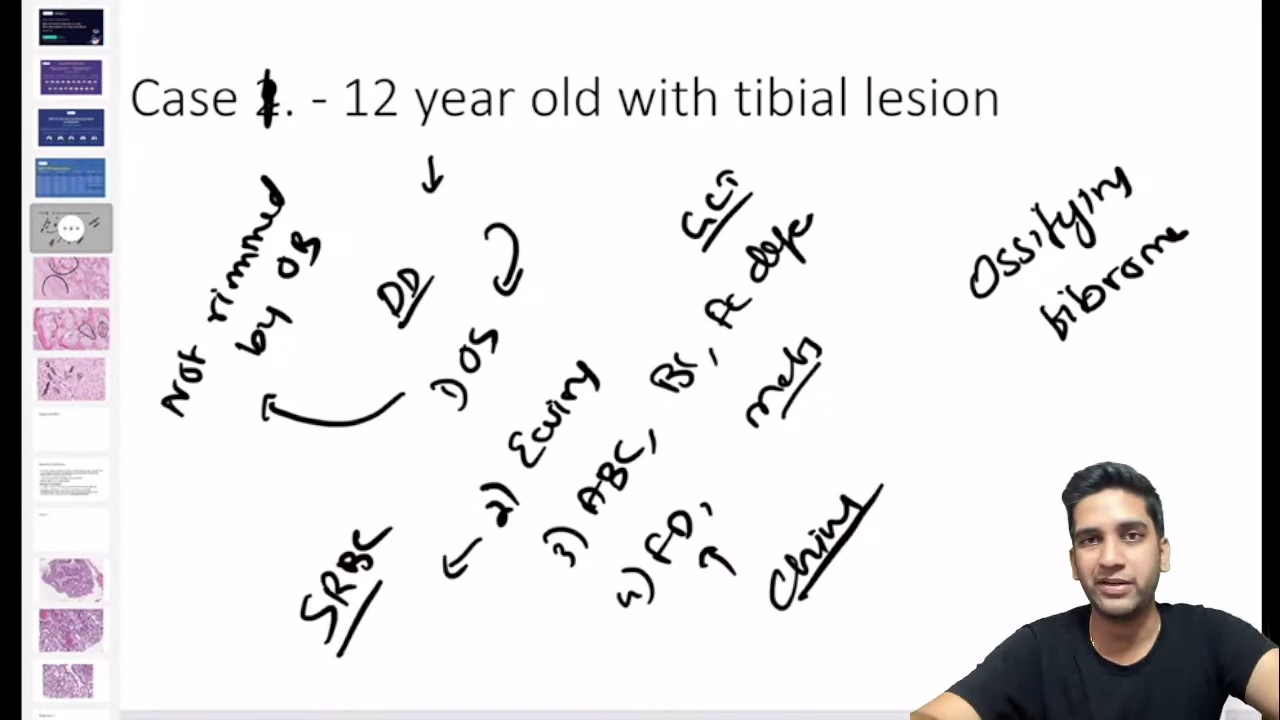 Case 1. - 12 year old with tibial lesion
Not rimmed
by OB
DD
1) OS
2) Ewing
SRBC
3) ABC, BC, FC defe
4) FD,
GCT
mets
Ching
Ossifying
fibroma